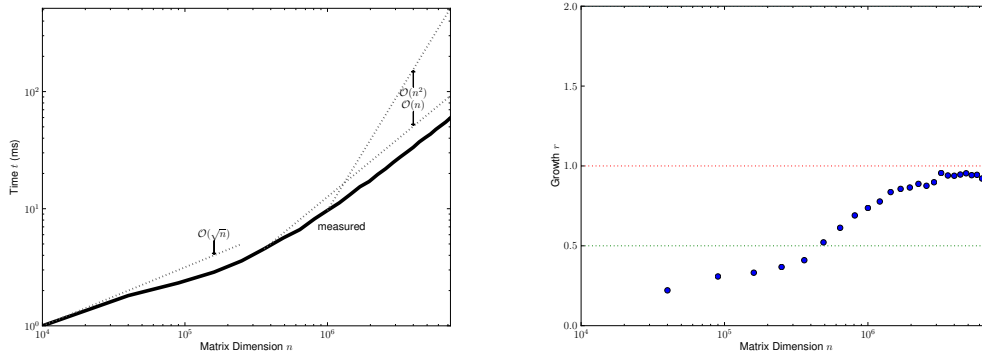 10^2
10^1
10^0
Time t (ms)
O(n^2)
O(n)
O(√n)
measured
10^4
10^5
10^6
Matrix Dimension n
2.0
1.5
1.0
0.5
0.0
Growth r
10^4
10^5
10^6
Matrix Dimension n